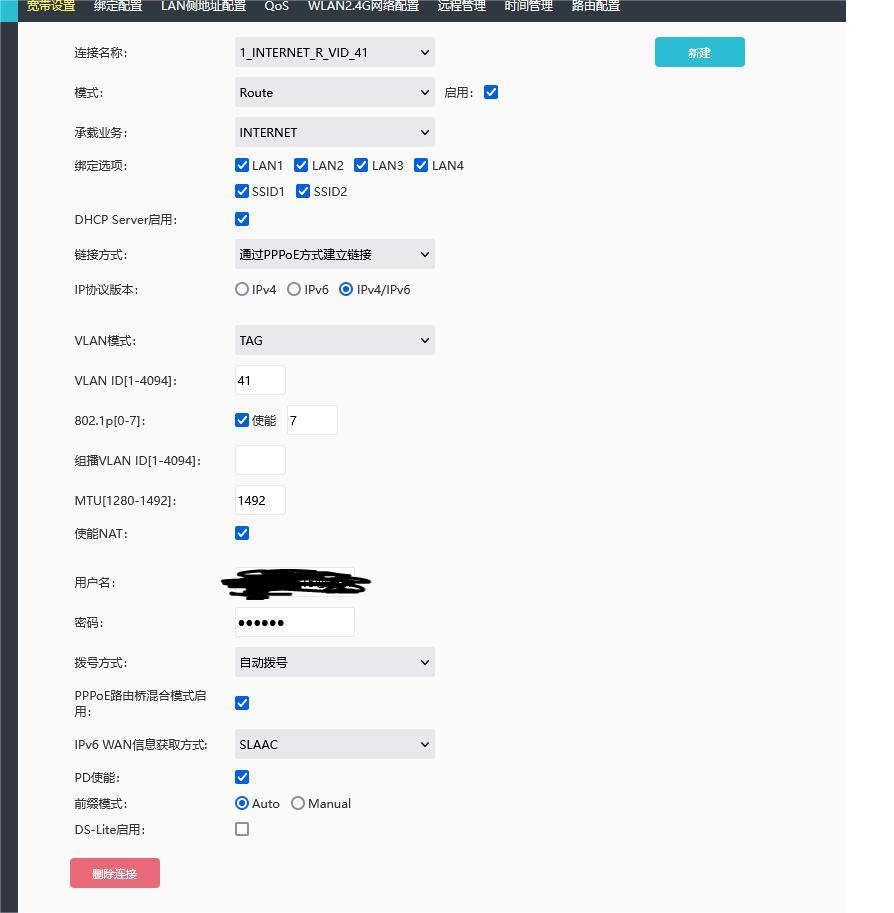 宽带设置 绑定配置 LAN侧地址配置 QoS WLAN2.4G网络配置 远程管理 时间管理 路由配置
连接名称: 1_INTERNET_R_VID_41 新建
模式: Route 启用:
承载业务: INTERNET
绑定选项: LAN1 LAN2 LAN3 LAN4
SSID1 SSID2
DHCP Server启用:
链接方式: 通过PPPoE方式建立链接
IP协议版本: IPv4 IPv6 IPv4/IPv6
VLAN模式: TAG
VLAN ID[1-4094]: 41
802.1p[0-7]: 使能 7
组播VLAN ID[1-4094]:
MTU[1280-1492]: 1492
使能NAT:
用户名:
密码: ●●●●●●
拨号方式: 自动拨号
PPPoE路由桥混合模式启
用:
IPv6 WAN信息获取方式: SLAAC
PD使能:
前缀模式: Auto Manual
DS-Lite启用:
删除连接